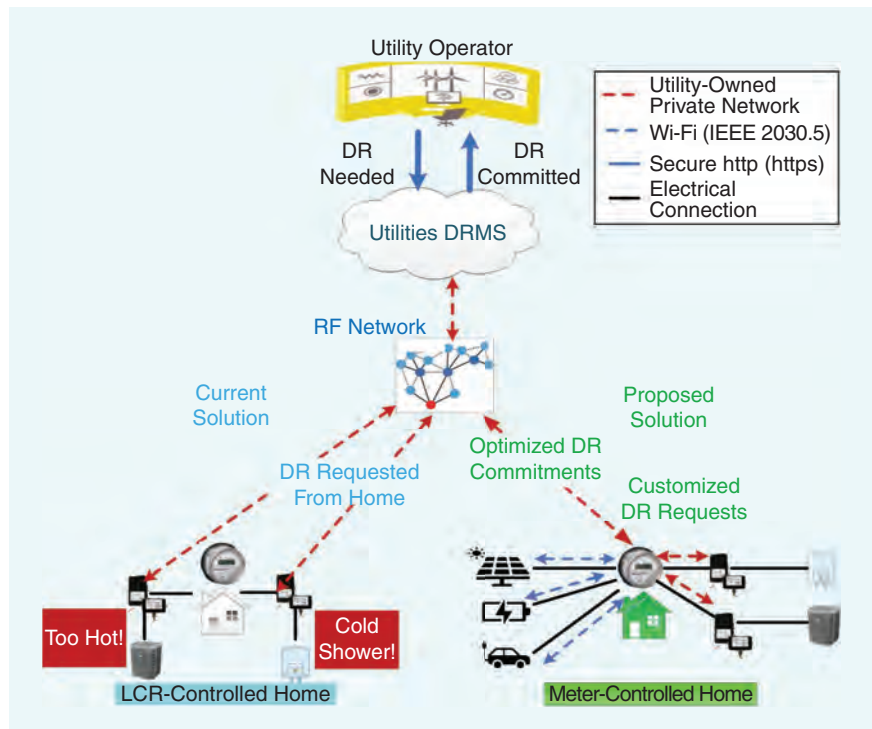 Utility Operator
DR
Needed
DR
Committed
Utilities DRMS
Utility-Owned
Private Network
Wi-Fi (IEEE 2030.5)
Secure http (https)
Electrical
Connection
RF Network
Current
Solution
Proposed
Solution
DR Requested
From Home
Optimized DR
Commitments
Customized
DR Requests
Too Hot!
Cold
Shower!
LCR-Controlled Home
Meter-Controlled Home